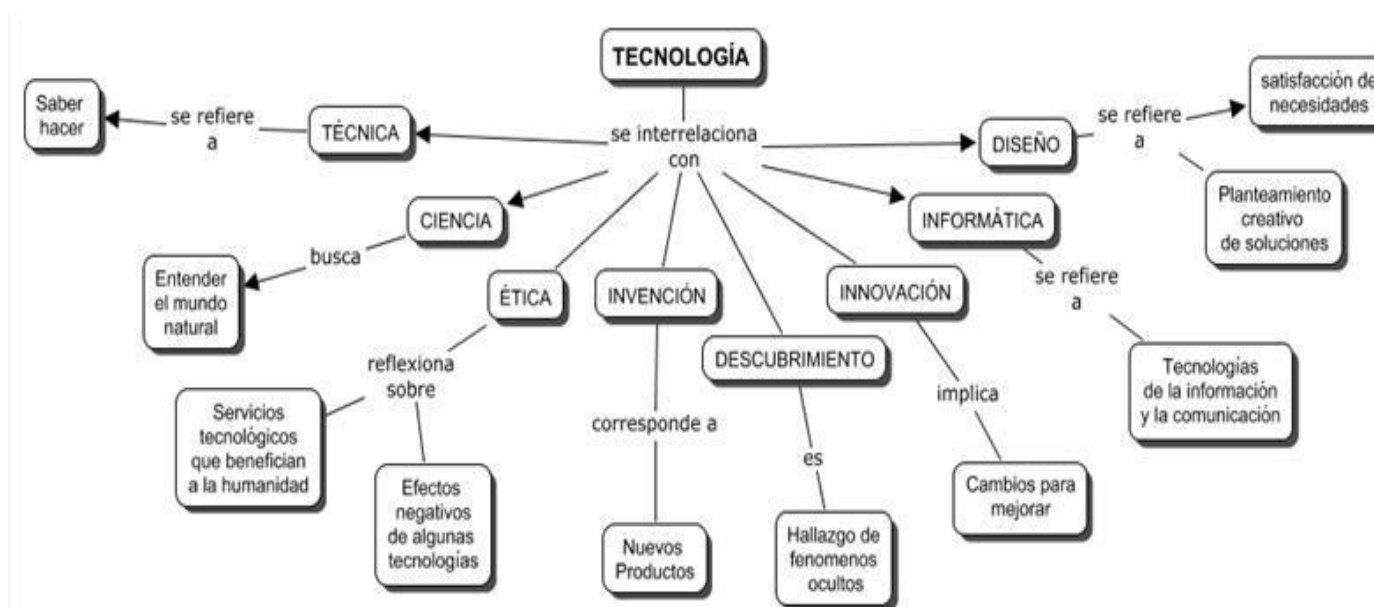 TECNOLOGÍA
se interrelaciona
con
TÉCNICA
se refiere
a
Saber
hacer
CIENCIA
busca
Entender
el mundo
natural
ÉTICA
reflexiona
sobre
Servicios
tecnológicos
que benefician
a la humanidad
Efectos
negativos
de algunas
tecnologías
INVENCIÓN
corresponde a
Nuevos
Productos
DESCUBRIMIENTO
es
Hallazgo de
fenomenos
ocultos
INNOVACIÓN
implica
Cambios para
mejorar
INFORMÁTICA
se refiere
a
Tecnologías
de la información
y la comunicación
DISEÑO
se refiere
a
satisfacción de
necesidades
Planteamiento
creativo
de soluciones